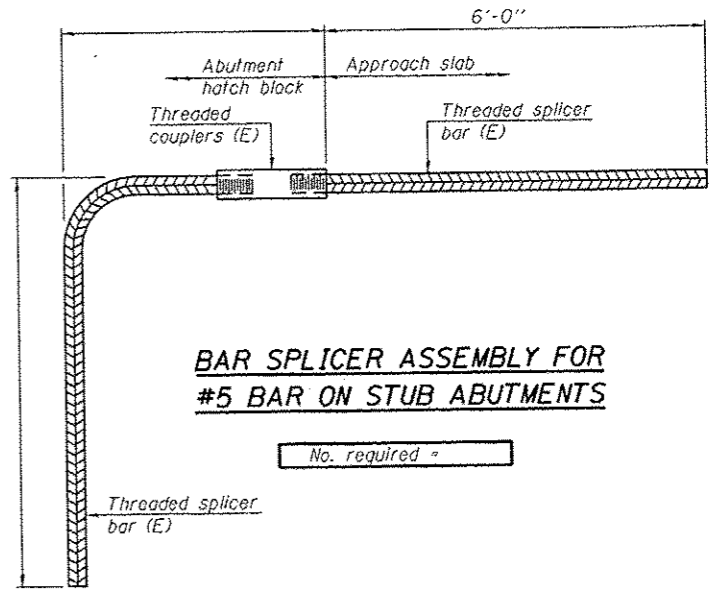 6'-0"
Abutment
hatch block
Approach slab
Threaded
couplers (E)
Threaded splicer
bar (E)
BAR SPLICER ASSEMBLY FOR
#5 BAR ON STUB ABUTMENTS
No. required =
Threaded splicer
bar (E)